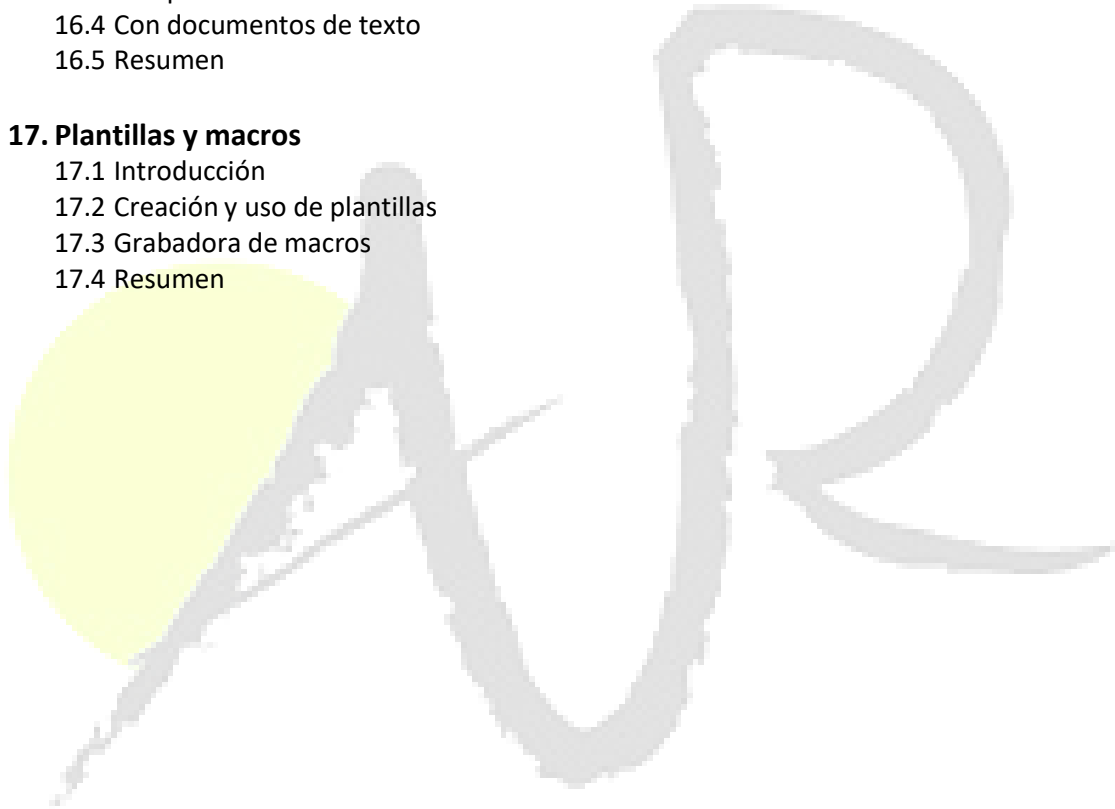 16.4 Con documentos de texto
16.5 Resumen
17. Plantillas y macros
17.1 Introducción
17.2 Creación y uso de plantillas
17.3 Grabadora de macros
17.4 Resumen
AR